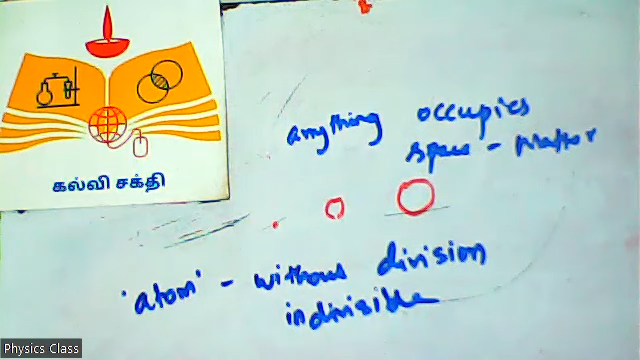 கல்வி சக்தி
anything occupies
space - matter
'atom' - without division
indivisible
Physics Class